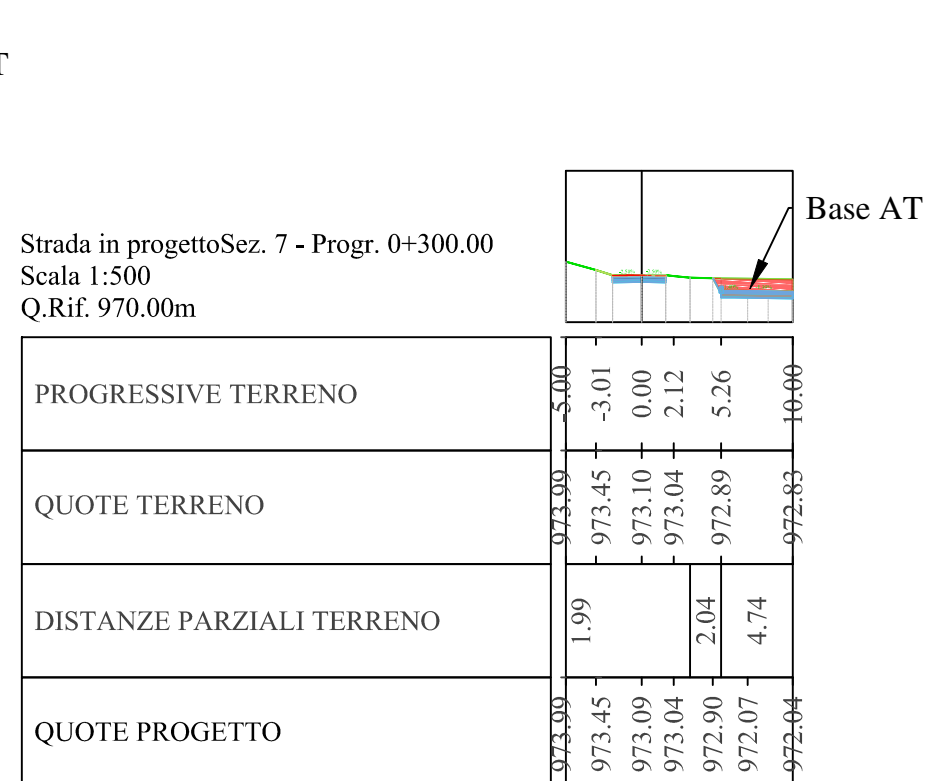 T
Base AT
Strada in progettoSez. 7 - Progr. 0+300.00
Scala 1:500
Q.Rif. 970.00m
PROGRESSIVE TERRENO
-5.00 -3.01 0.00 2.12 5.26 10.00
QUOTE TERRENO
973.99 973.45 973.10 973.04 972.89 972.83
DISTANZE PARZIALI TERRENO
1.99 2.04 4.74
QUOTE PROGETTO
973.99 973.45 973.09 973.04 972.90 972.07 972.04